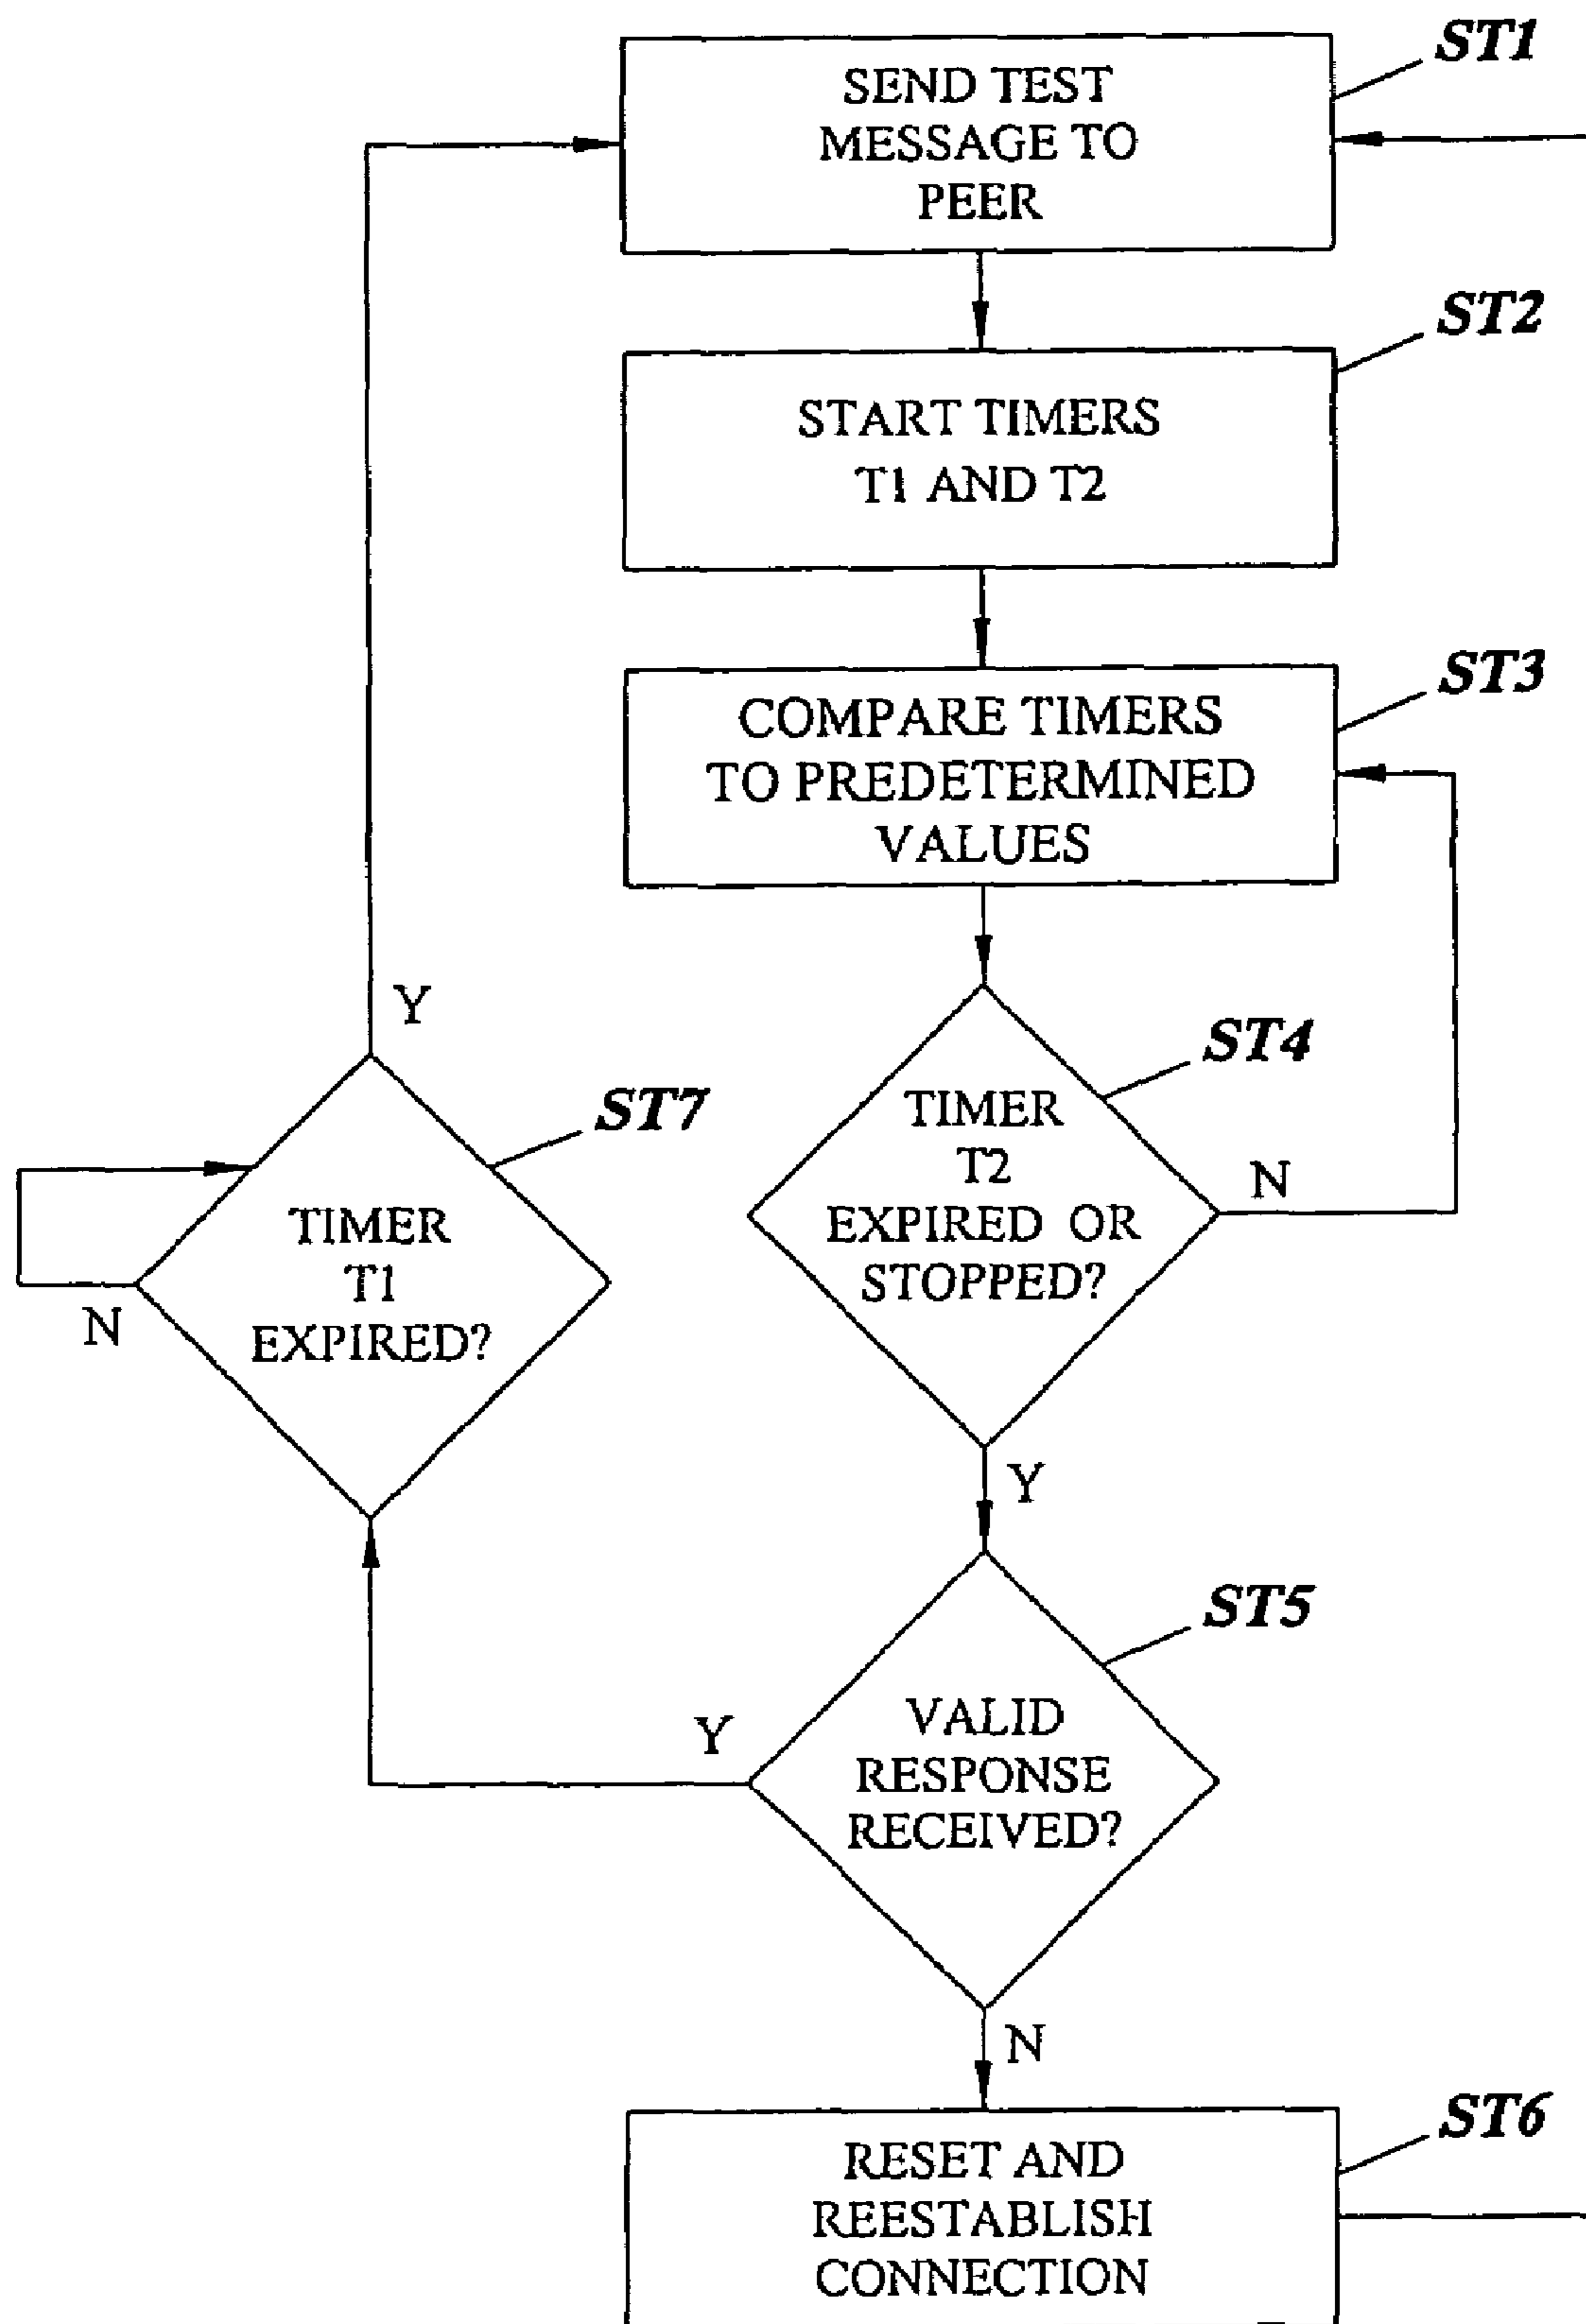 ST1
SEND TEST
MESSAGE TO
PEER
ST2
START TIMERS
T1 AND T2
ST3
COMPARE TIMERS
TO PREDETERMINED
VALUES
ST4
TIMER
T2
EXPIRED OR
STOPPED?
N
Y
ST7
TIMER
T1
EXPIRED?
Y
N
ST5
VALID
RESPONSE
RECEIVED?
Y
N
ST6
RESET AND
REESTABLISH
CONNECTION